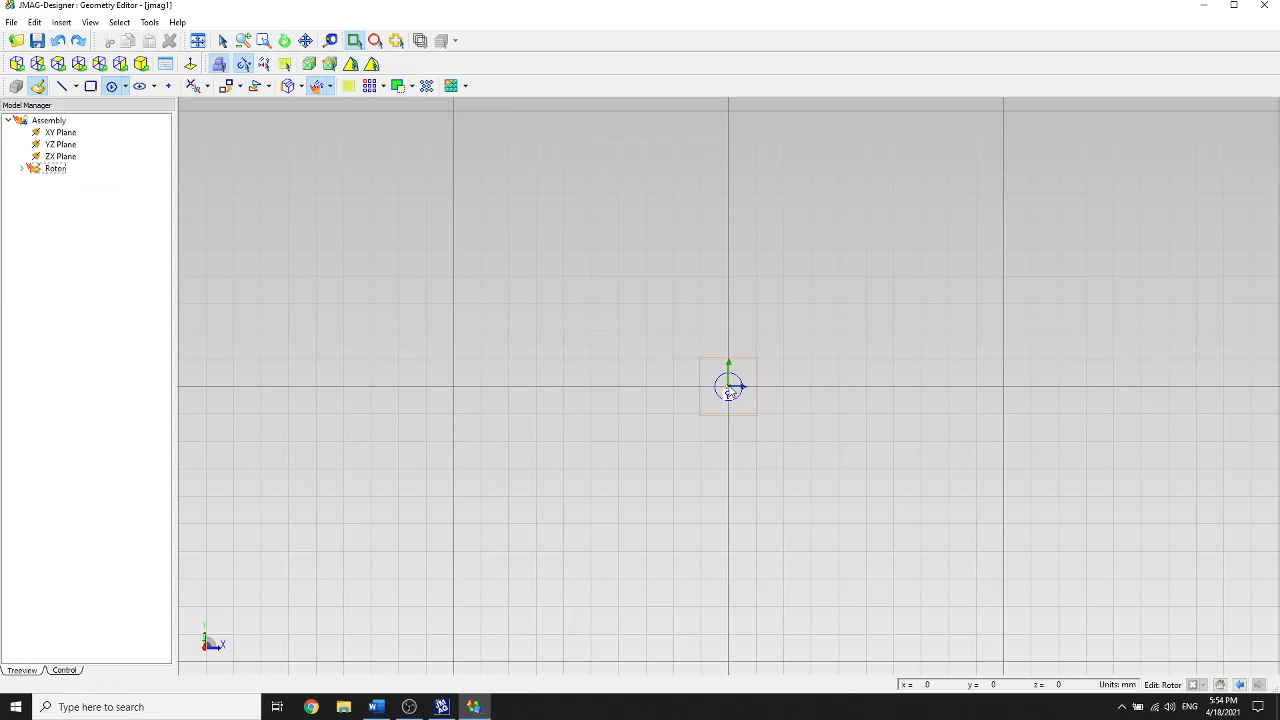 JMAG-Designer : Geometry Editor - [jmag1]
File Edit Insert View Select Tools Help
Model Manager
Assembly
XY Plane
YZ Plane
ZX Plane
Rotor
Y
X
Treeview Control
x = 0 y = 0 z = 0 Units: mm Edit: Rotor
Type here to search
ENG
5:54 PM
4/18/2021